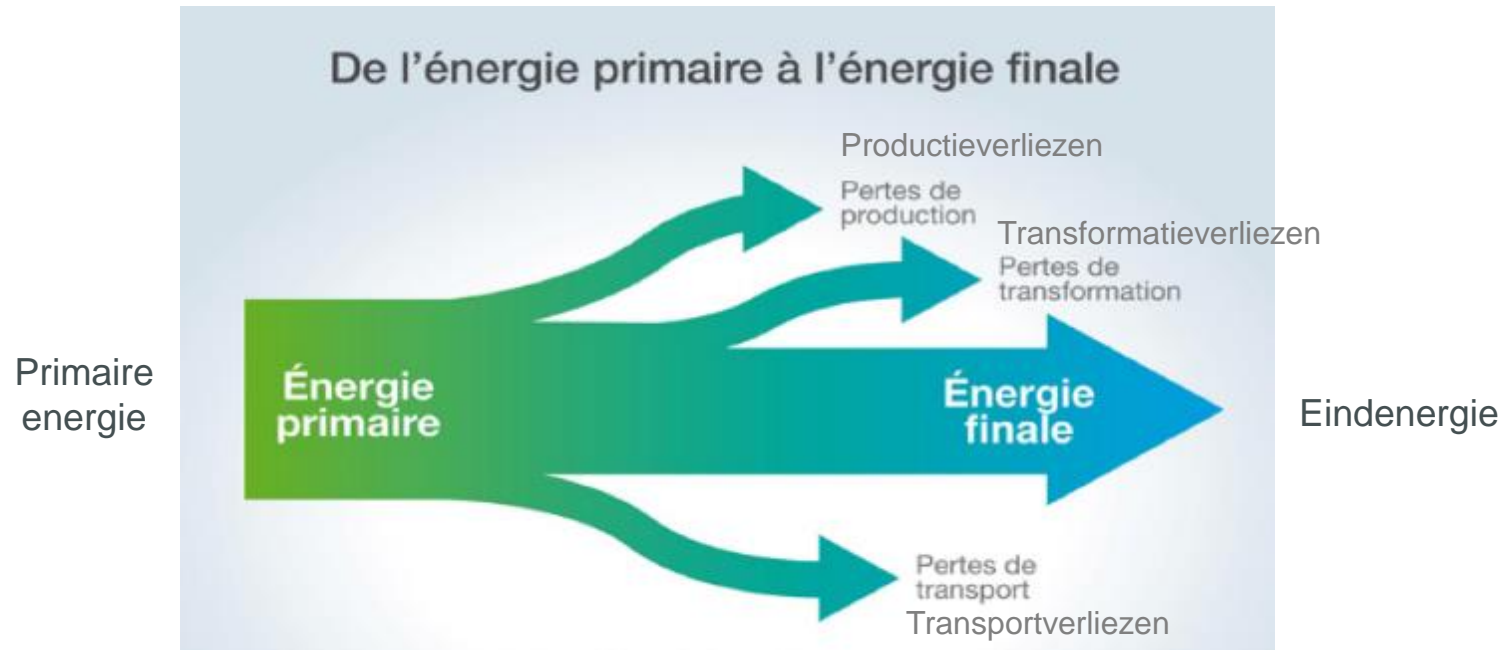 De l'énergie primaire à l'énergie finale
Productieverliezen
Pertes de
production
Transformatieverliezen
Pertes de
transformation
Primaire
energie
Énergie
primaire
Énergie
finale
Eindenergie
Pertes de
transport
Transportverliezen